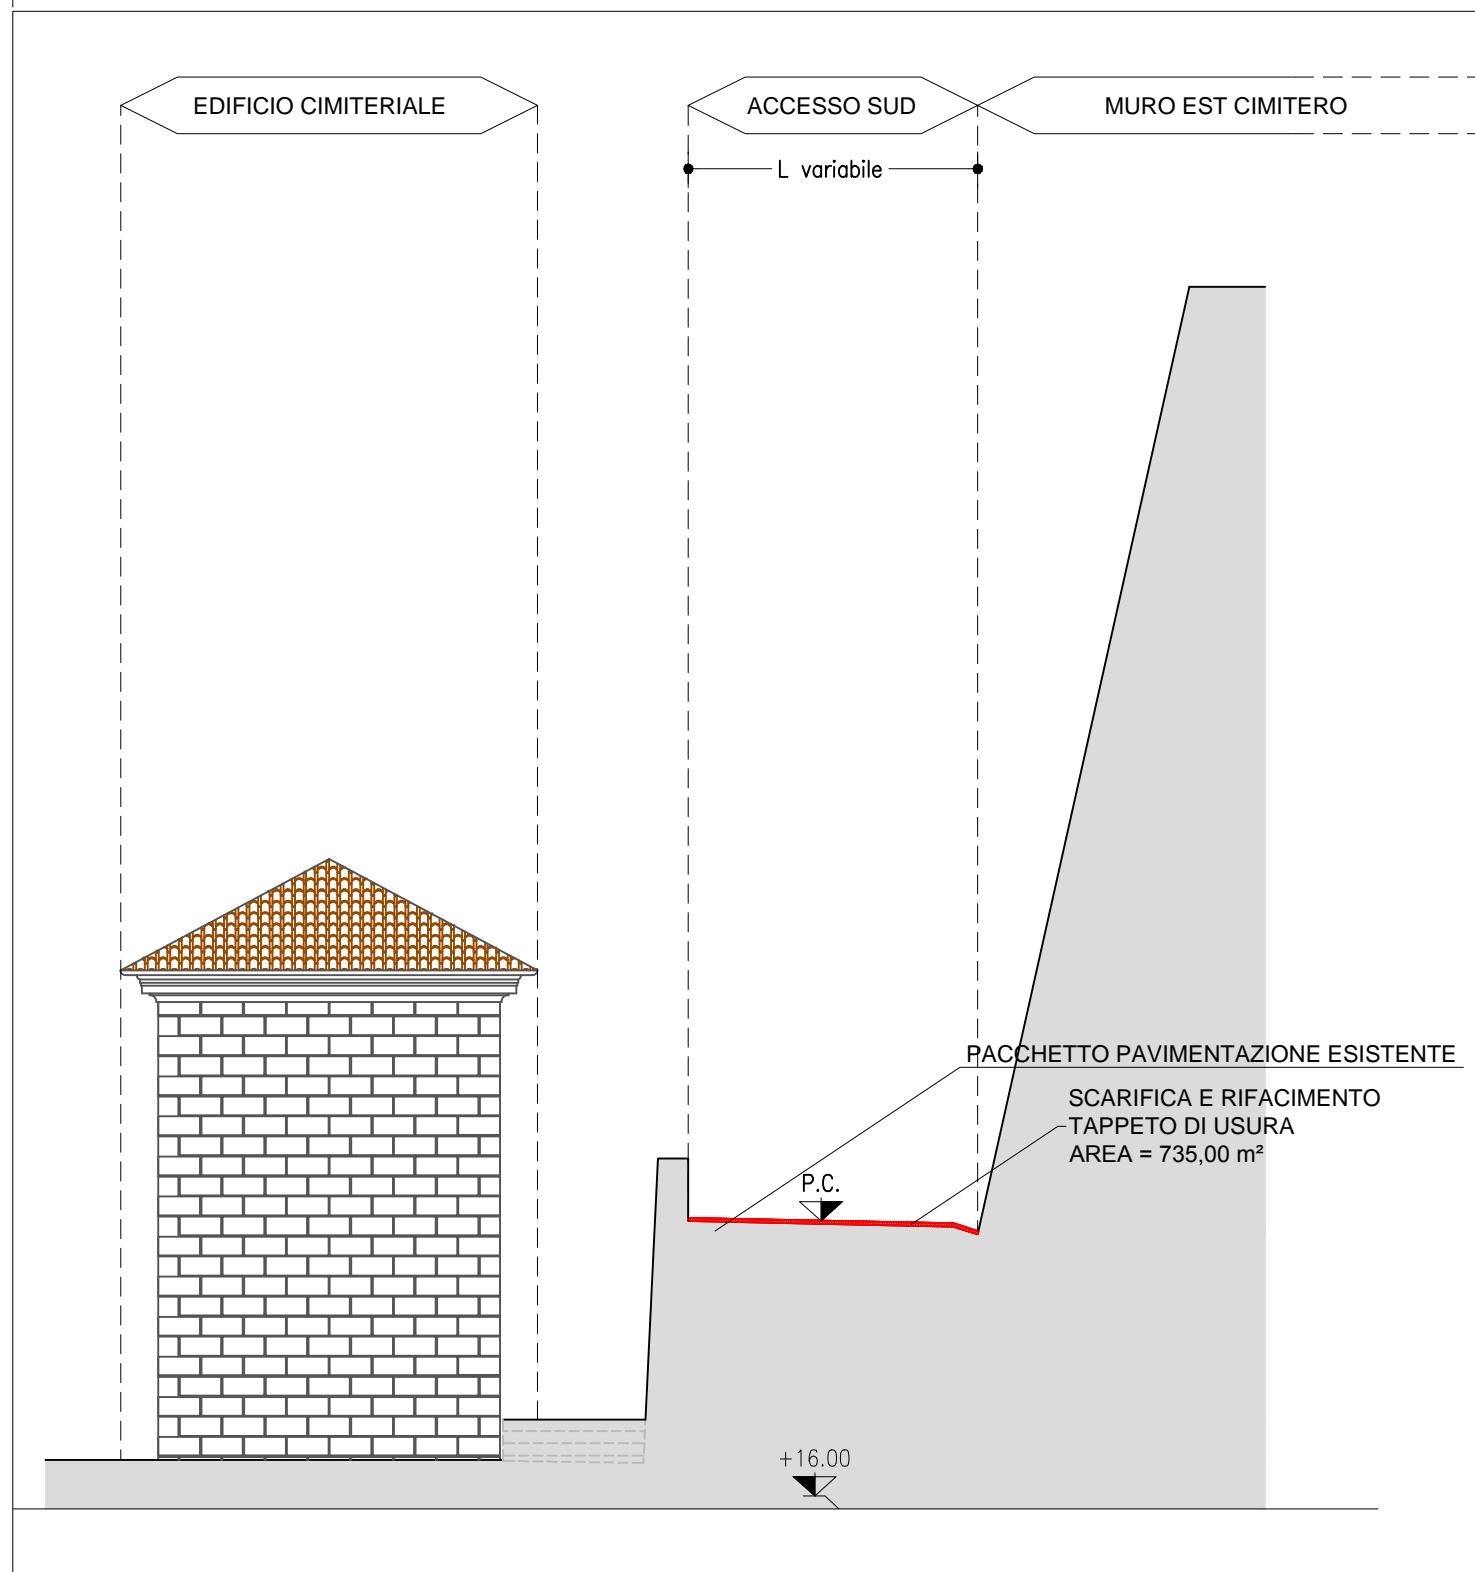 EDIFICIO CIMITERIALE
ACCESSO SUD
MURO EST CIMITERO
L variabile
PACCHETTO PAVIMENTAZIONE ESISTENTE
SCARIFICA E RIFACIMENTO
TAPPETO DI USURA
AREA = 735,00 m²
P.C.
+16.00